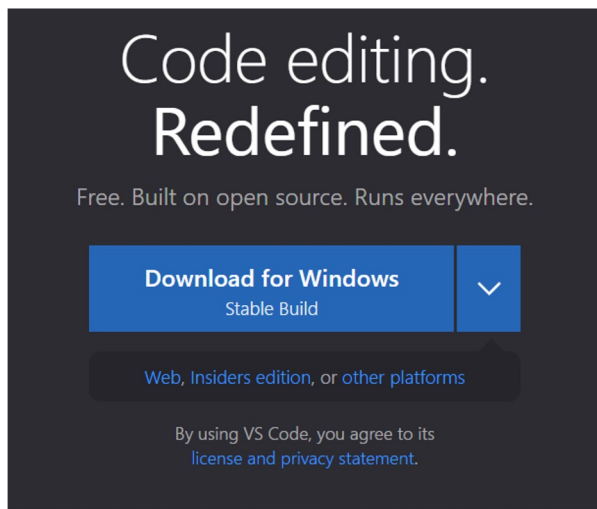 Code editing.
Redefined.
Free. Built on open source. Runs everywhere.
Download for Windows
Stable Build
Web, Insiders edition, or other platforms
By using VS Code, you agree to its
license and privacy statement.